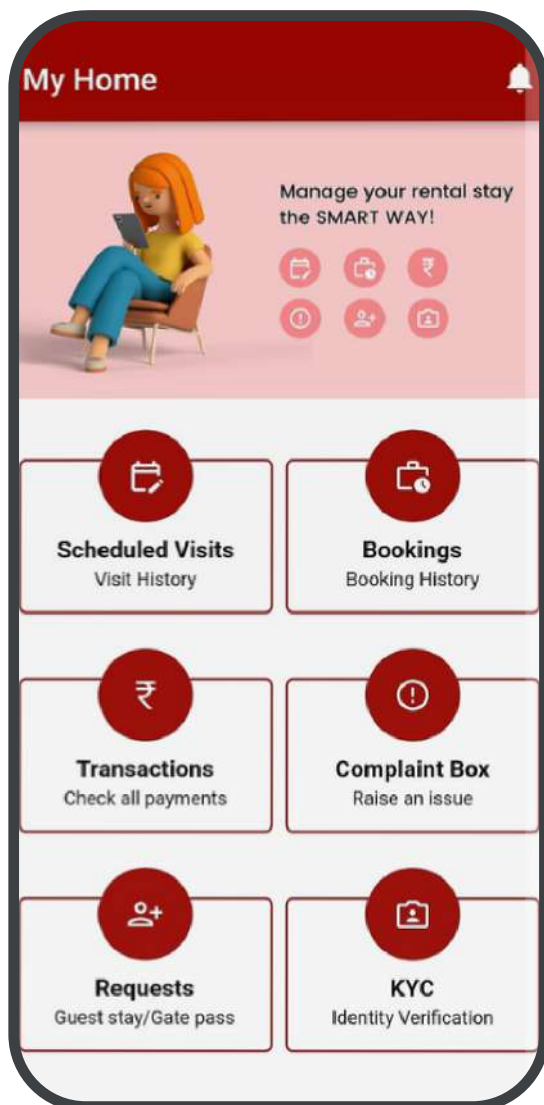 My Home
Manage your rental stay
the SMART WAY!
₹
Scheduled Visits
Visit History
Bookings
Booking History
₹
Transactions
Check all payments
Complaint Box
Raise an issue
Requests
Guest stay/Gate pass
KYC
Identity Verification